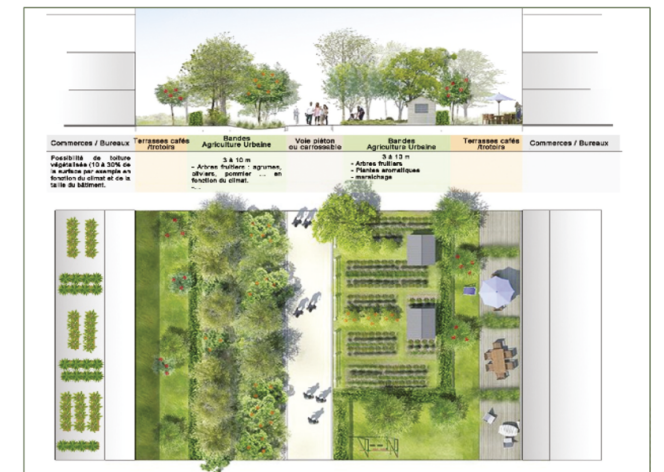 Commerces / Bureaux
Terrasses cafés
/trotoirs
Bandes
Agriculture Urbaine
Voie piéton
ou carrossable
Bandes
Agriculture Urbaine
Terrasses cafés
/trotoirs
Commerces / Bureaux
Possibilité de toiture
végétalisée (10 à 30% de
la surface par exemple en
fonction du climat et de la
taille du bâtiment.
3 à 10 m
- Arbres fruitiers : agrumes,
oliviers, pommier ... en
fonction du climat.
3 à 10 m
- Arbres fruitiers
- Plantes aromatiques
- maraichage